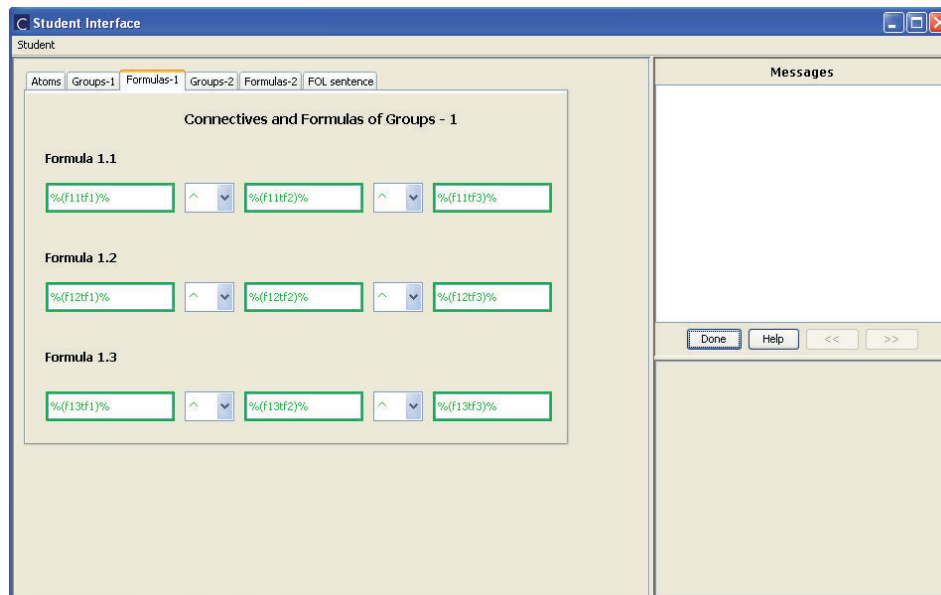 Student Interface
Student
Atoms Groups-1 Formulas-1 Groups-2 Formulas-2 FOL sentence
Connectives and Formulas of Groups - 1
Formula 1.1
%(f11tf1)% ^ %(f11tf2)% ^ %(f11tf3)%
Formula 1.2
%(f12tf1)% ^ %(f12tf2)% ^ %(f12tf3)%
Formula 1.3
%(f13tf1)% ^ %(f13tf2)% ^ %(f13tf3)%
Messages
Done Help << >>